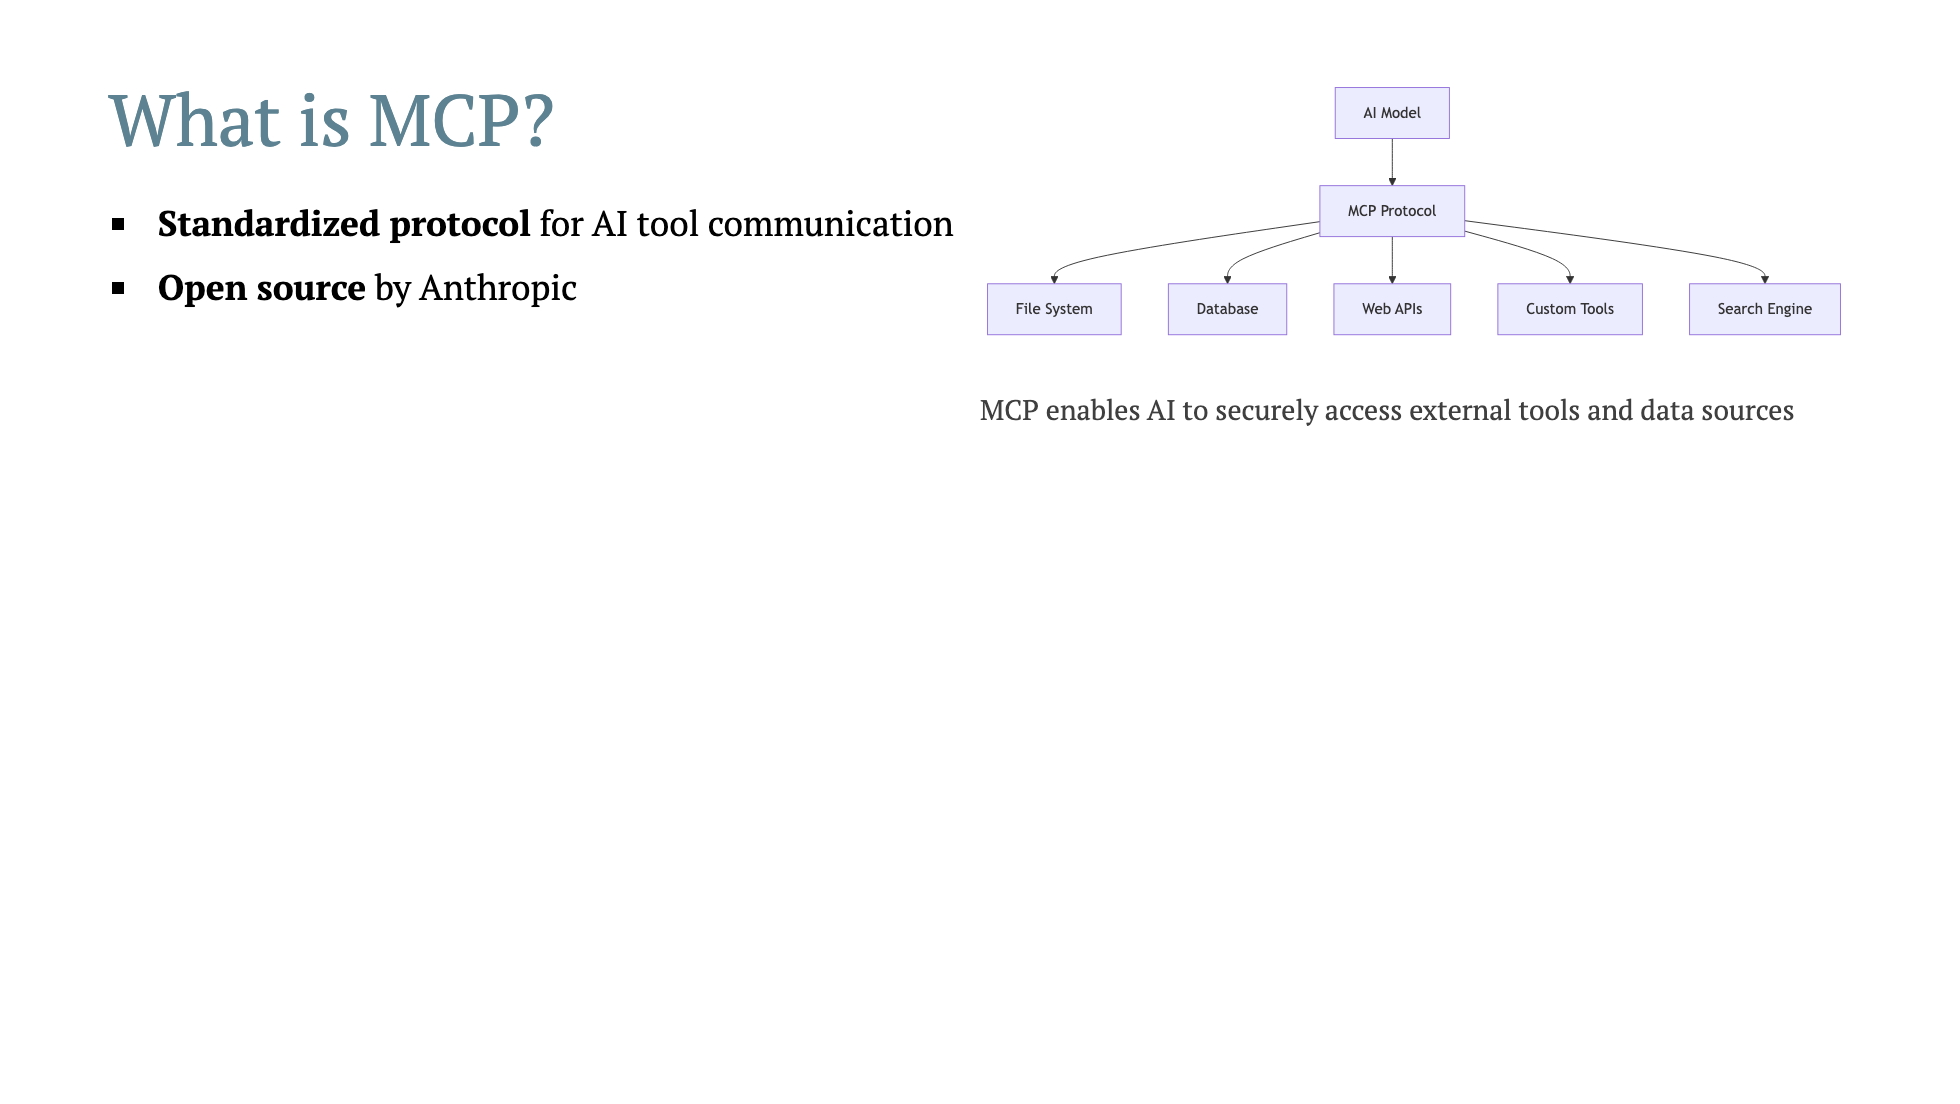 What is MCP?
Standardized protocol for AI tool communication
Open source by Anthropic
AI Model
MCP Protocol
File System
Database
Web APIs
Custom Tools
Search Engine
MCP enables AI to securely access external tools and data sources